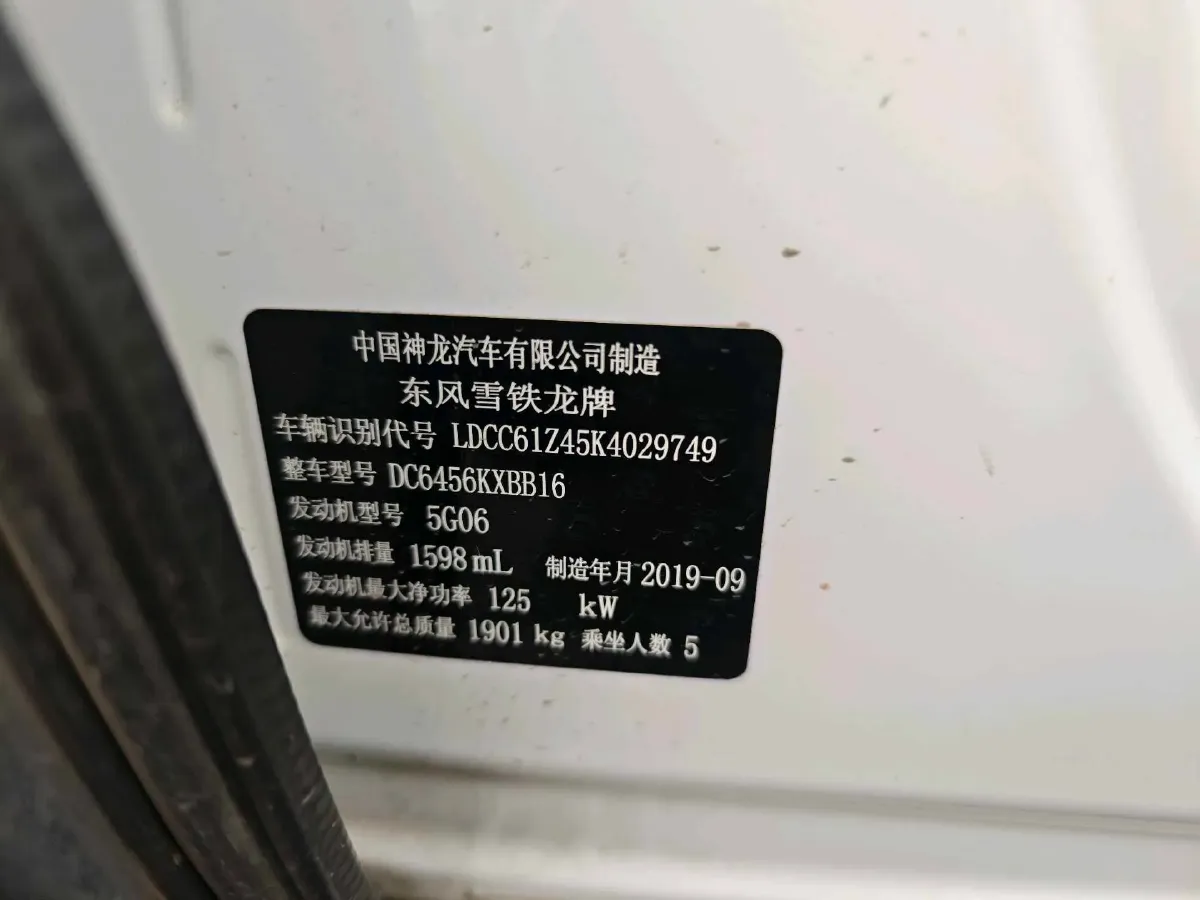 中国神龙汽车有限公司制造
东风雪铁龙牌
车辆识别代号 LDCC61Z45K4029749
整车型号 DC6456KXBB16
发动机型号 5G06
发动机排量 1598 mL 制造年月 2019-09
发动机最大净功率 125 kW
最大允许总质量 1901 kg 乘坐人数 5